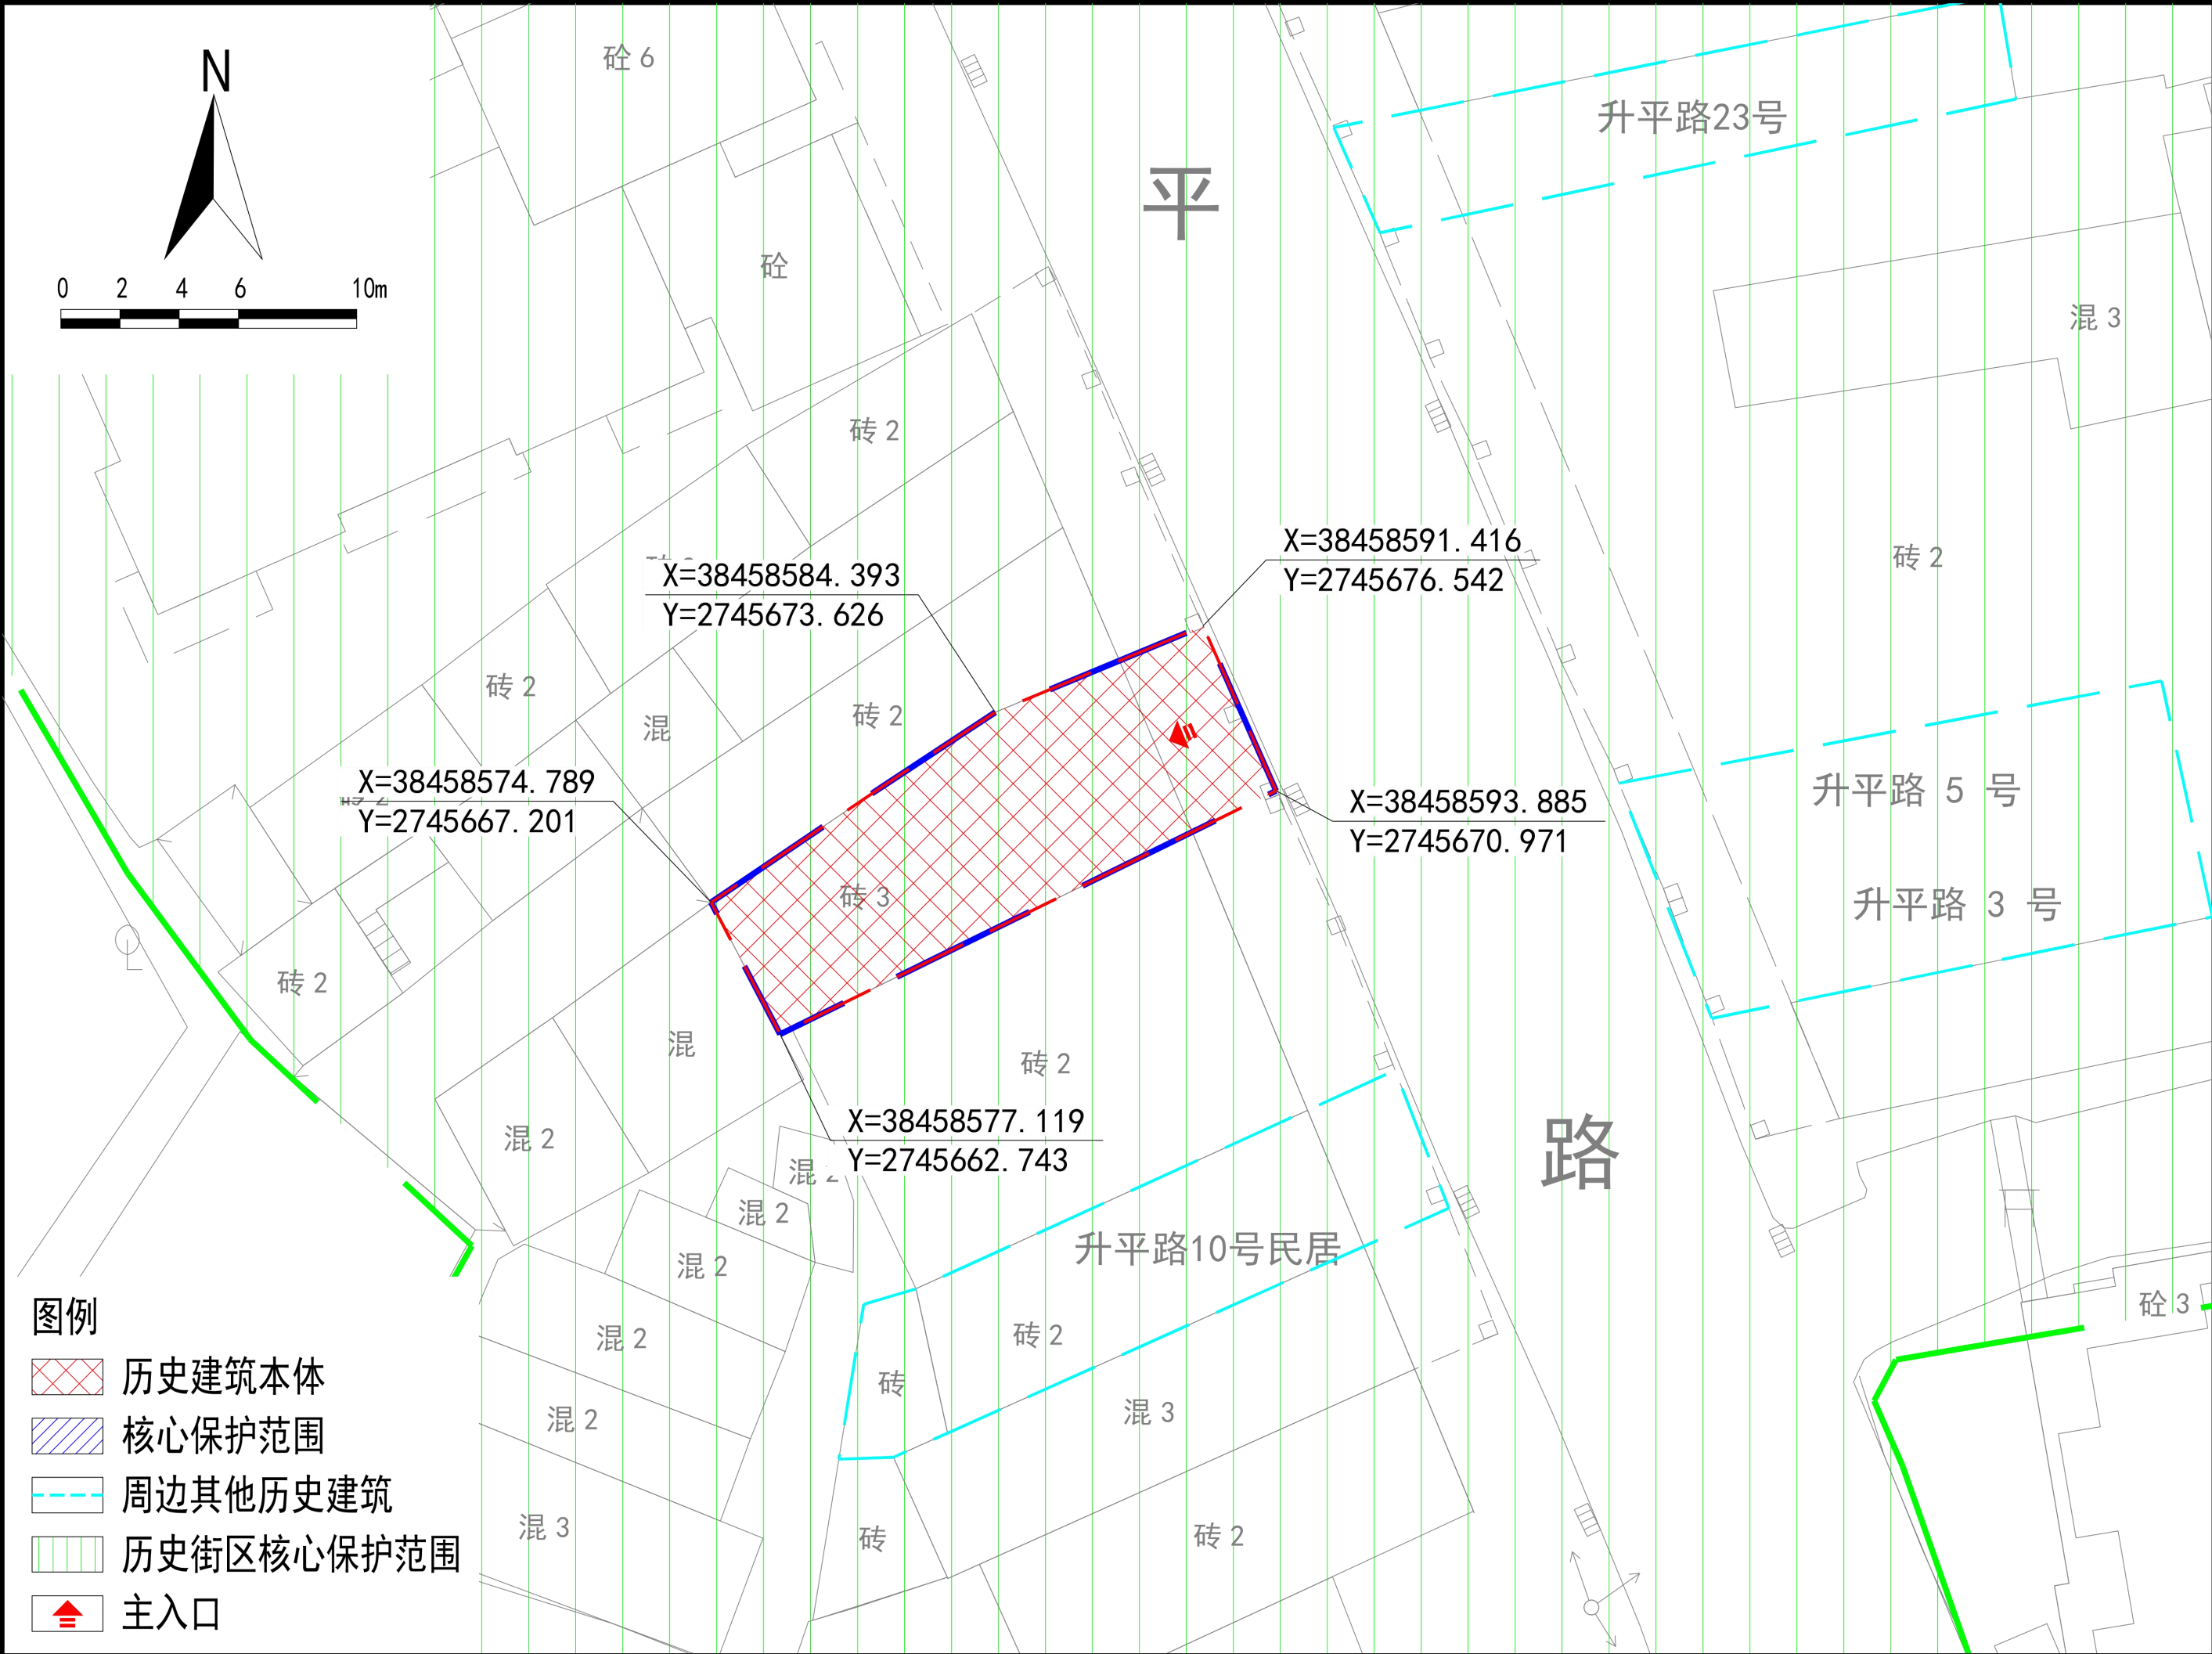 N
0 2 4 6 10m
砼 6
升平路23号
平
砼
混 3
砖 2
X=38458591.416
Y=2745676.542
砖 2
X=38458584.393
Y=2745673.626
砖 2
混
砖 2
X=38458574.789
Y=2745667.201
升平路 5 号
X=38458593.885
Y=2745670.971
砖 3
升平路 3 号
砖 2
混
砖 2
X=38458577.119
Y=2745662.743
混 2
路
混 2
混 2
升平路10号民居
混 2
砼 3
图例
混 2
砖 2
历史建筑本体
砖
混 2
混 3
核心保护范围
周边其他历史建筑
混 3
砖
砖 2
历史街区核心保护范围
主入口